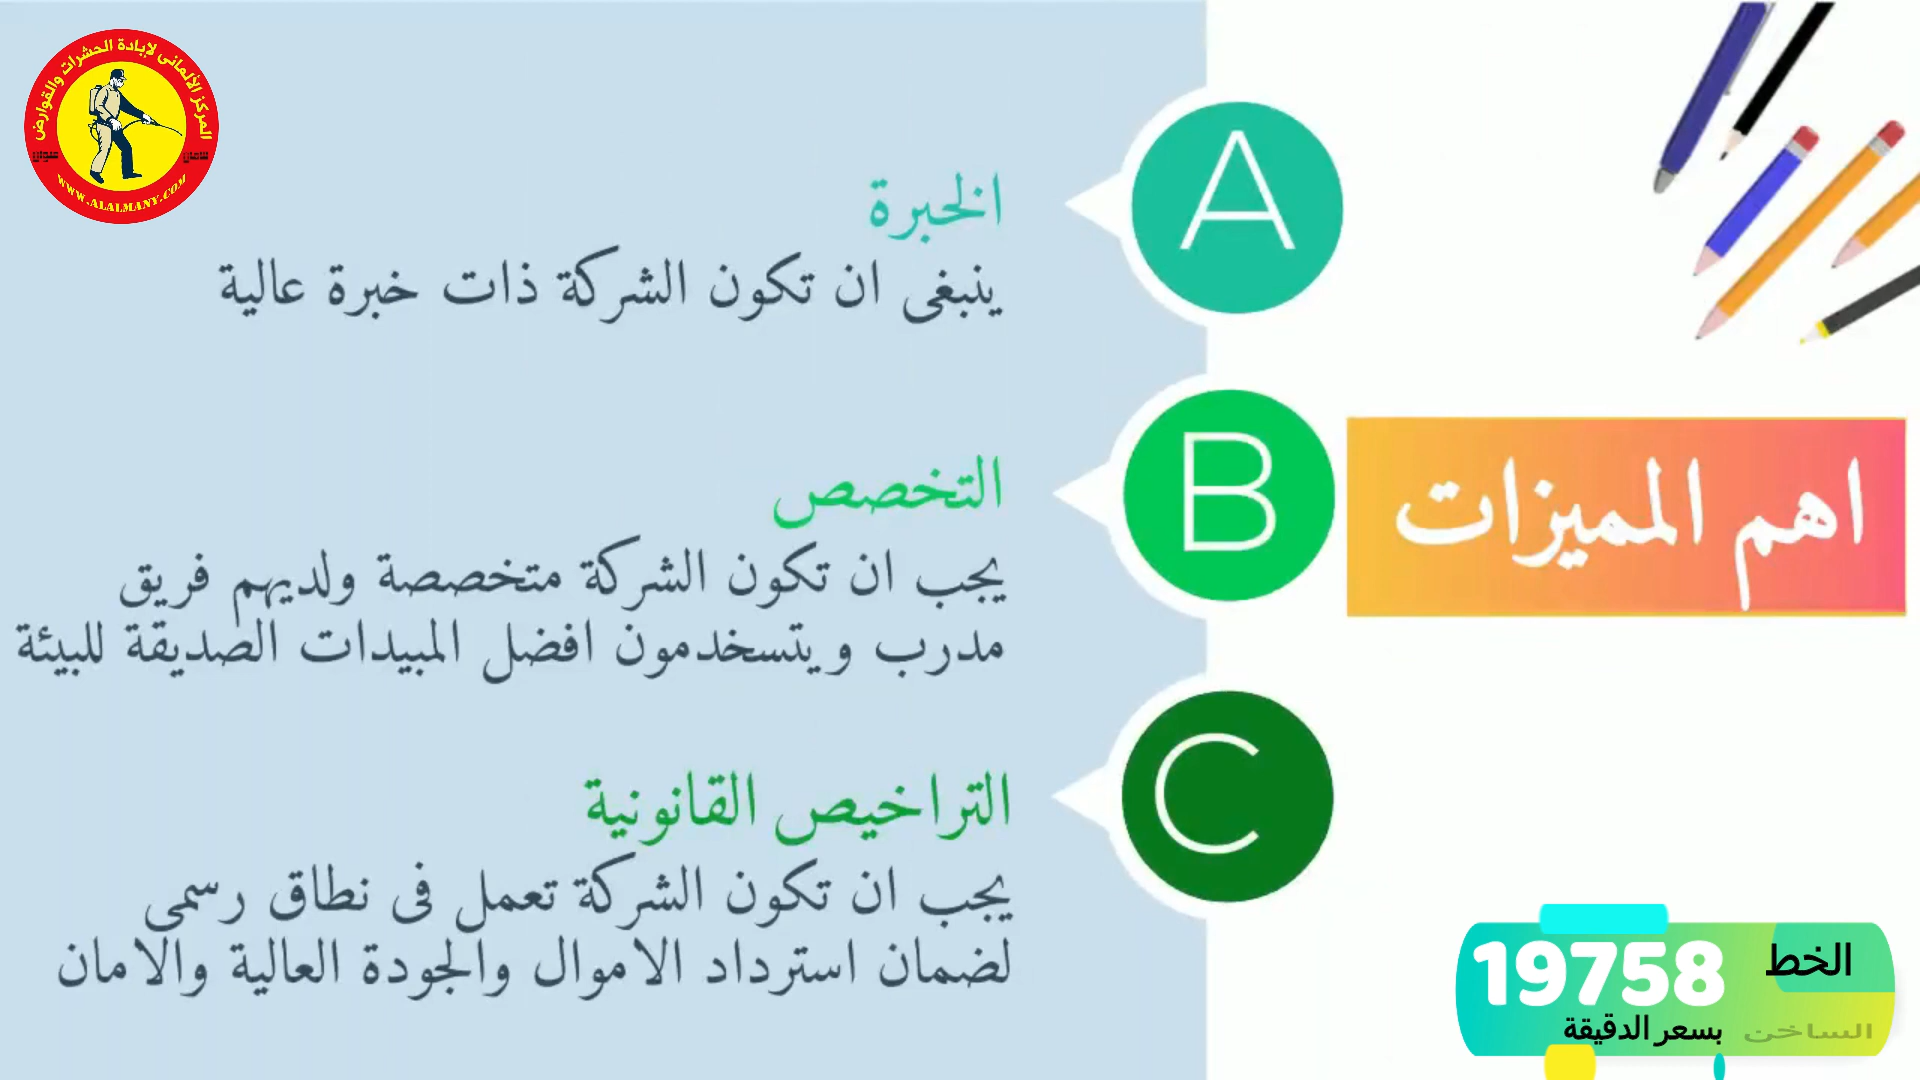 المركز الألمانى لإبادة الحشرات والقوارض
WWW.ALALMANY.COM
اهم المميزات
A
الخبرة
ينبغى ان تكون الشركة ذات خبرة عالية
B
التخصص
يجب ان تكون الشركة متخصصة ولديهم فريق
مدرب ويتسخدمون افضل المبيدات الصديقة للبيئة
C
التراخيص القانونية
يجب ان تكون الشركة تعمل فى نطاق رسمى
لضمان استرداد الاموال والجودة العالية والامان
الخط 19758
الساخن بسعر الدقيقة